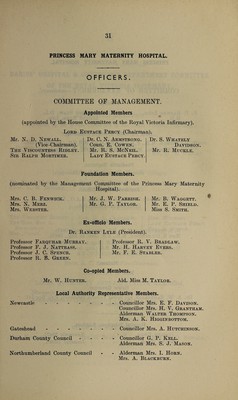 51
PRINCESS MARY MATERNITY HOSPITAL.
OFFICERS.
COMMITTEE OF MANAGEMENT.
Appointed Members
(appointed by the House Committee of the Royal Victoria Infirmary).
Lord Eustace Percy (Chairman).
Mr. N. D. Newall, (Vice-Chairman).
The Viscountess Ridley.
Sir Ralph Mortimer.
Dr. C. N. Armstrong.
Coun. E. Cowen.
Mr. R. S. McNeil.
Lady Eustace Percy.
Dr. S. Whately Davidson.
Mr. R. Muckle.
Foundation Members.
(nominated by the Management Committee of the Princess Mary Maternity Hospital).
Mrs. C. B. Fenwick.
Mrs. N. Merz.
Mrs. Webster.
Mr. J. W. Parrish.
Mr. G. P. Taylor.
Mr. B. Waggett.
Mr. E. P. Shield.
Miss S. Smith.
Ex-officio Members.
Dr. Ranken Lyle (President).
Professor Farquhar Murray.
Professor F. J. Nattrass.
Professor J. C. Spence.
Professor R. B. Green.
Professor R. V. Bradlaw.
Mr. H. Harvey Evers.
Mr. F. E. Stabler.
Co-opted Members.
Mr. W. Hunter. Ald. Miss M. Taylor.
Local Authority Representative Members.
Newcastle - - - - - Councillor Mrs. E. F. Davison.
Councillor Mrs. H. V. Grantham.
Alderman Walter Thompson.
Mrs. A. K. Higginbottom.
Gateshead - - - - - Councillor Mrs. A. Hutchinson.
Durham County Council - - - - Councillor G. P. Kell.
Alderman Mrs. S. J. Maion.
Northumberland County Council - - Alderman Mrs. I. Horn.
Mrs. A. Blackburn.